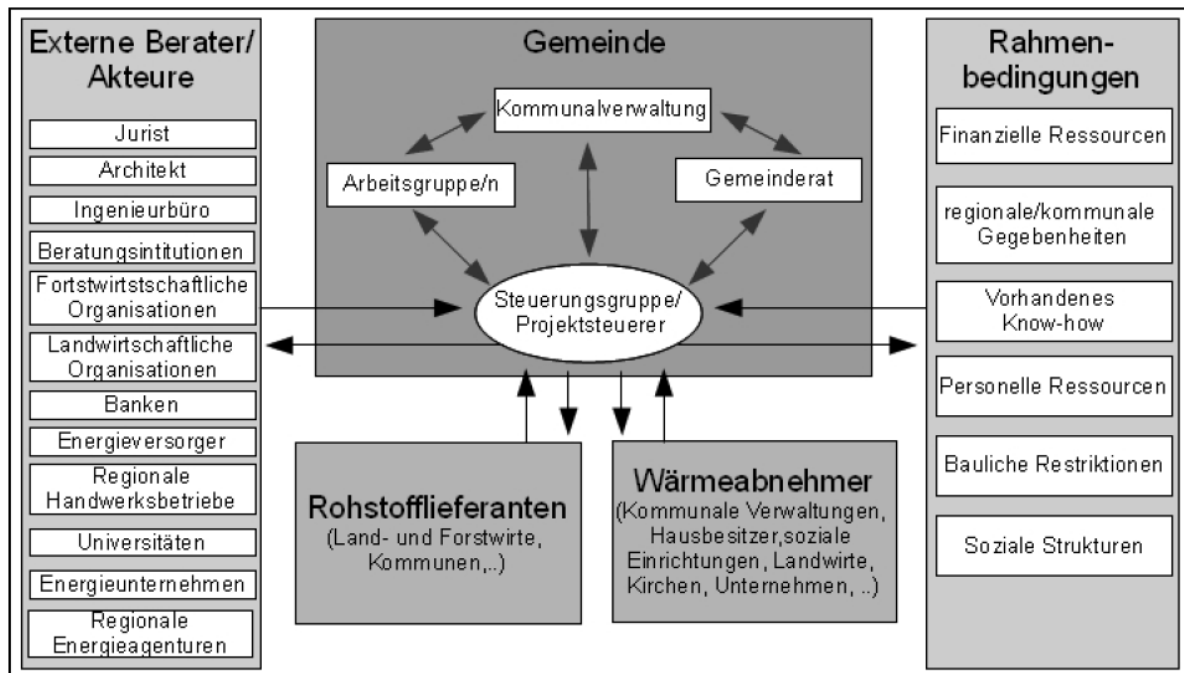 Externe Berater/
Akteure
Jurist
Architekt
Ingenieurbüro
Beratungsintitutionen
Fortstwirtstschaftliche
Organisationen
Landwirtschaftliche
Organisationen
Banken
Energieversorger
Regionale
Handwerksbetriebe
Universitäten
Energieunternehmen
Regionale
Energieagenturen
Gemeinde
Kommunalverwaltung
Arbeitsgruppe/n
Gemeinderat
Steuerungsgruppe/
Projektsteuerer
Rohstofflieferanten
(Land- und Forstwirte,
Kommunen,..)
Wärmeabnehmer
(Kommunale Verwaltungen,
Hausbesitzer,soziale
Einrichtungen, Landwirte,
Kirchen, Unternehmen, ..)
Rahmen-
bedingungen
Finanzielle Ressourcen
regionale/kommunale
Gegebenheiten
Vorhandenes
Know-how
Personelle Ressourcen
Bauliche Restriktionen
Soziale Strukturen